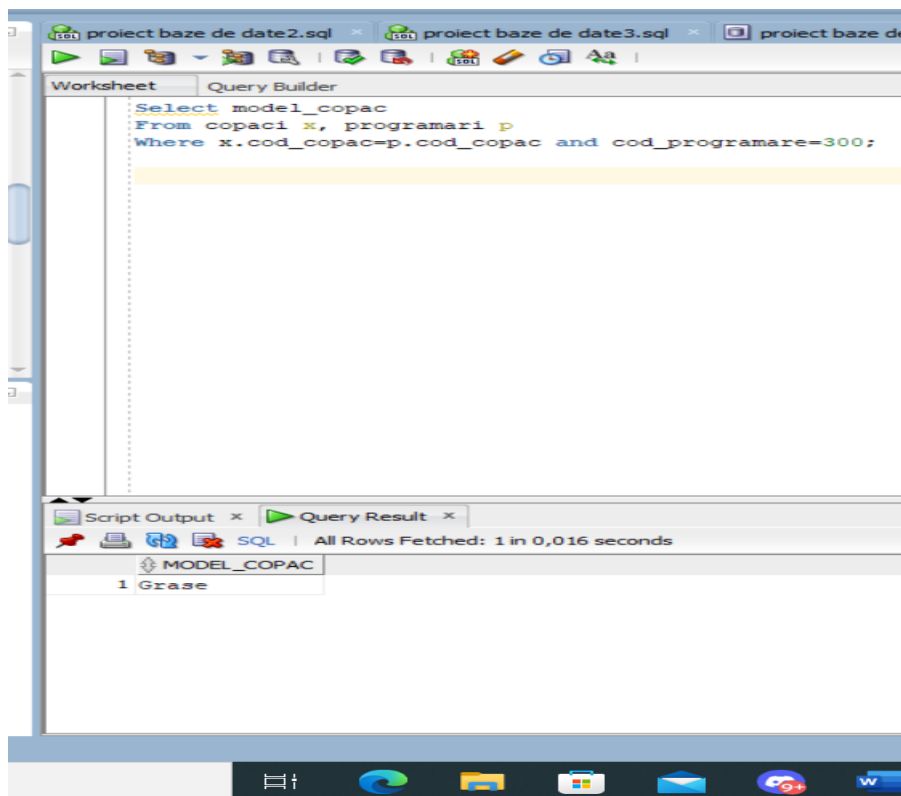 proiect baze de date2.sql
proiect baze de date3.sql
proiect baze de
Worksheet
Query Builder
Select model_copac
From copaci x, programari p
Where x.cod_copac=p.cod_copac and cod_programare=300;
Script Output
Query Result
SQL
All Rows Fetched: 1 in 0,016 seconds
MODEL_COPAC
1 Grase
9+
W